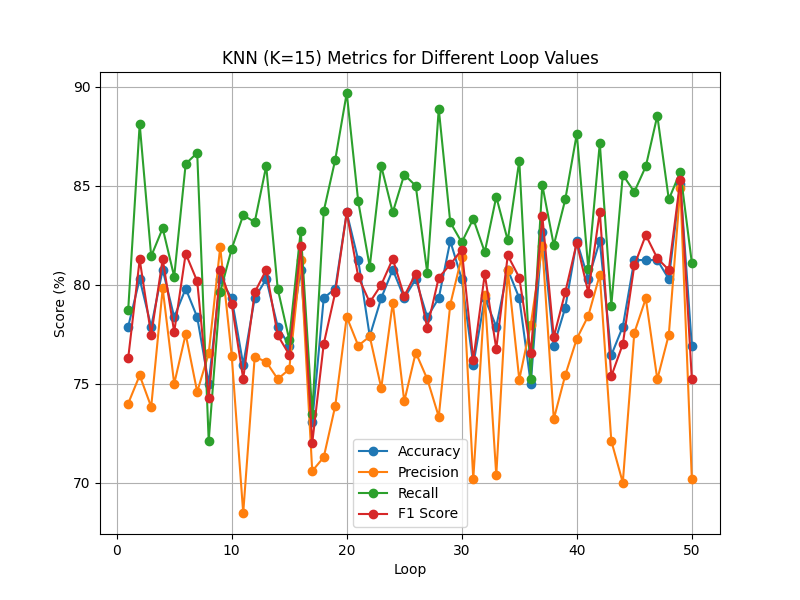 KNN (K=15) Metrics for Different Loop Values
Score (%)
90
85
80
75
70
Accuracy
Precision
Recall
F1 Score
0
10
20
30
40
50
Loop